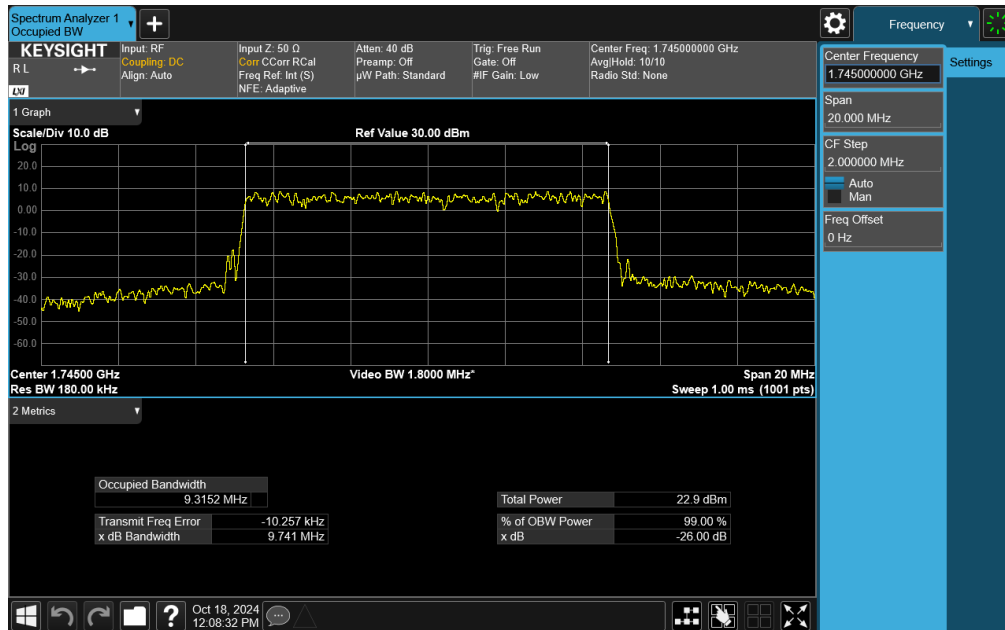 Spectrum Analyzer 1
Occupied BW
Frequency
KEYSIGHT
R L
LXI
Input: RF
Coupling: DC
Align: Auto
Input Z: 50 Ω
Corr CCorr RCal
Freq Ref: Int (S)
NFE: Adaptive
Atten: 40 dB
Preamp: Off
µW Path: Standard
Trig: Free Run
Gate: Off
#IF Gain: Low
Center Freq: 1.745000000 GHz
Avg|Hold: 10/10
Radio Std: None
Center Frequency
1.745000000 GHz
Settings
Span
20.000 MHz
CF Step
2.000000 MHz
Auto
Man
Freq Offset
0 Hz
1 Graph
Scale/Div 10.0 dB
Ref Value 30.00 dBm
Log
20.0
10.0
0.00
-10.0
-20.0
-30.0
-40.0
-50.0
-60.0
Center 1.74500 GHz
Video BW 1.8000 MHz*
Span 20 MHz
Res BW 180.00 kHz
Sweep 1.00 ms (1001 pts)
2 Metrics
Occupied Bandwidth
9.3152 MHz
Total Power 22.9 dBm
Transmit Freq Error -10.257 kHz
% of OBW Power 99.00 %
x dB Bandwidth 9.741 MHz
x dB -26.00 dB
?
Oct 18, 2024
12:08:32 PM